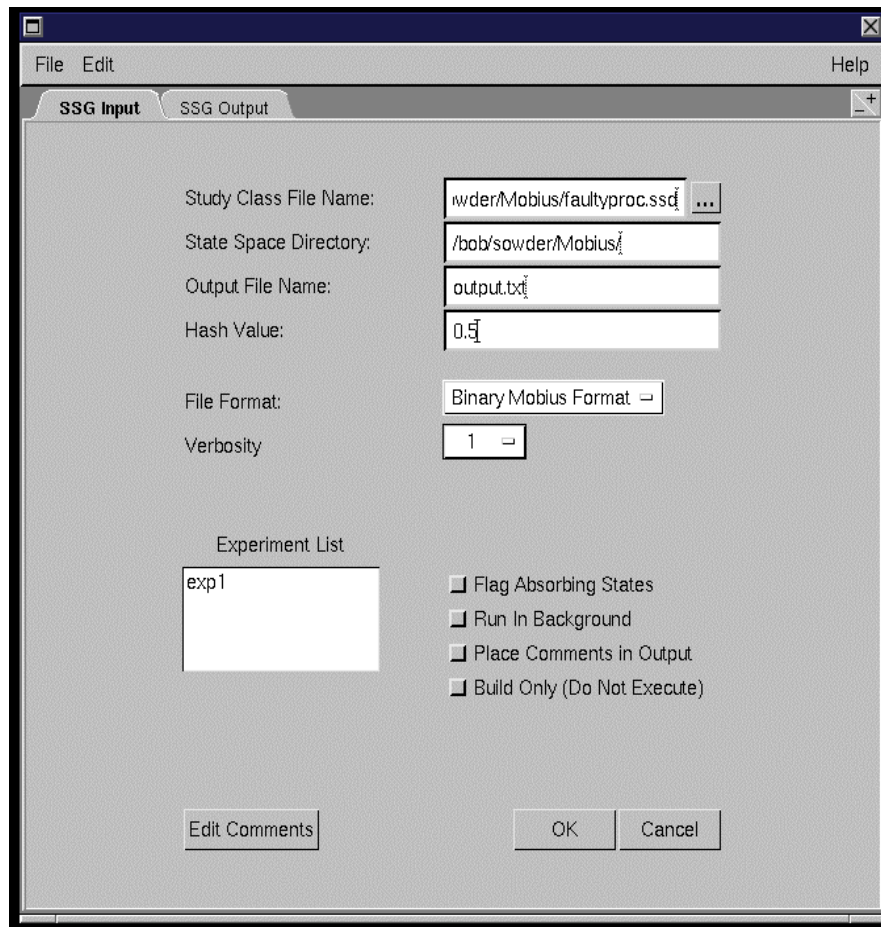 File Edit Help
SSG Input SSG Output
Study Class File Name: wder/Mobius/faultyproc.ssd ...
State Space Directory: /bob/sowder/Mobius/
Output File Name: output.txt
Hash Value: 0.5
File Format: Binary Mobius Format
Verbosity 1
Experiment List
exp1
Flag Absorbing States
Run In Background
Place Comments in Output
Build Only (Do Not Execute)
Edit Comments OK Cancel